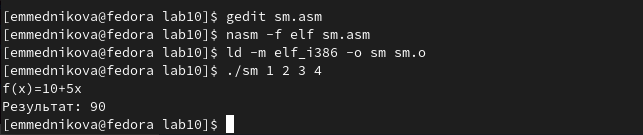 [emmednikova@fedora lab10]$ gedit sm.asm
[emmednikova@fedora lab10]$ nasm -f elf sm.asm
[emmednikova@fedora lab10]$ ld -m elf_i386 -o sm sm.o
[emmednikova@fedora lab10]$ ./sm 1 2 3 4
f(x)=10+5x
Результат: 90
[emmednikova@fedora lab10]$